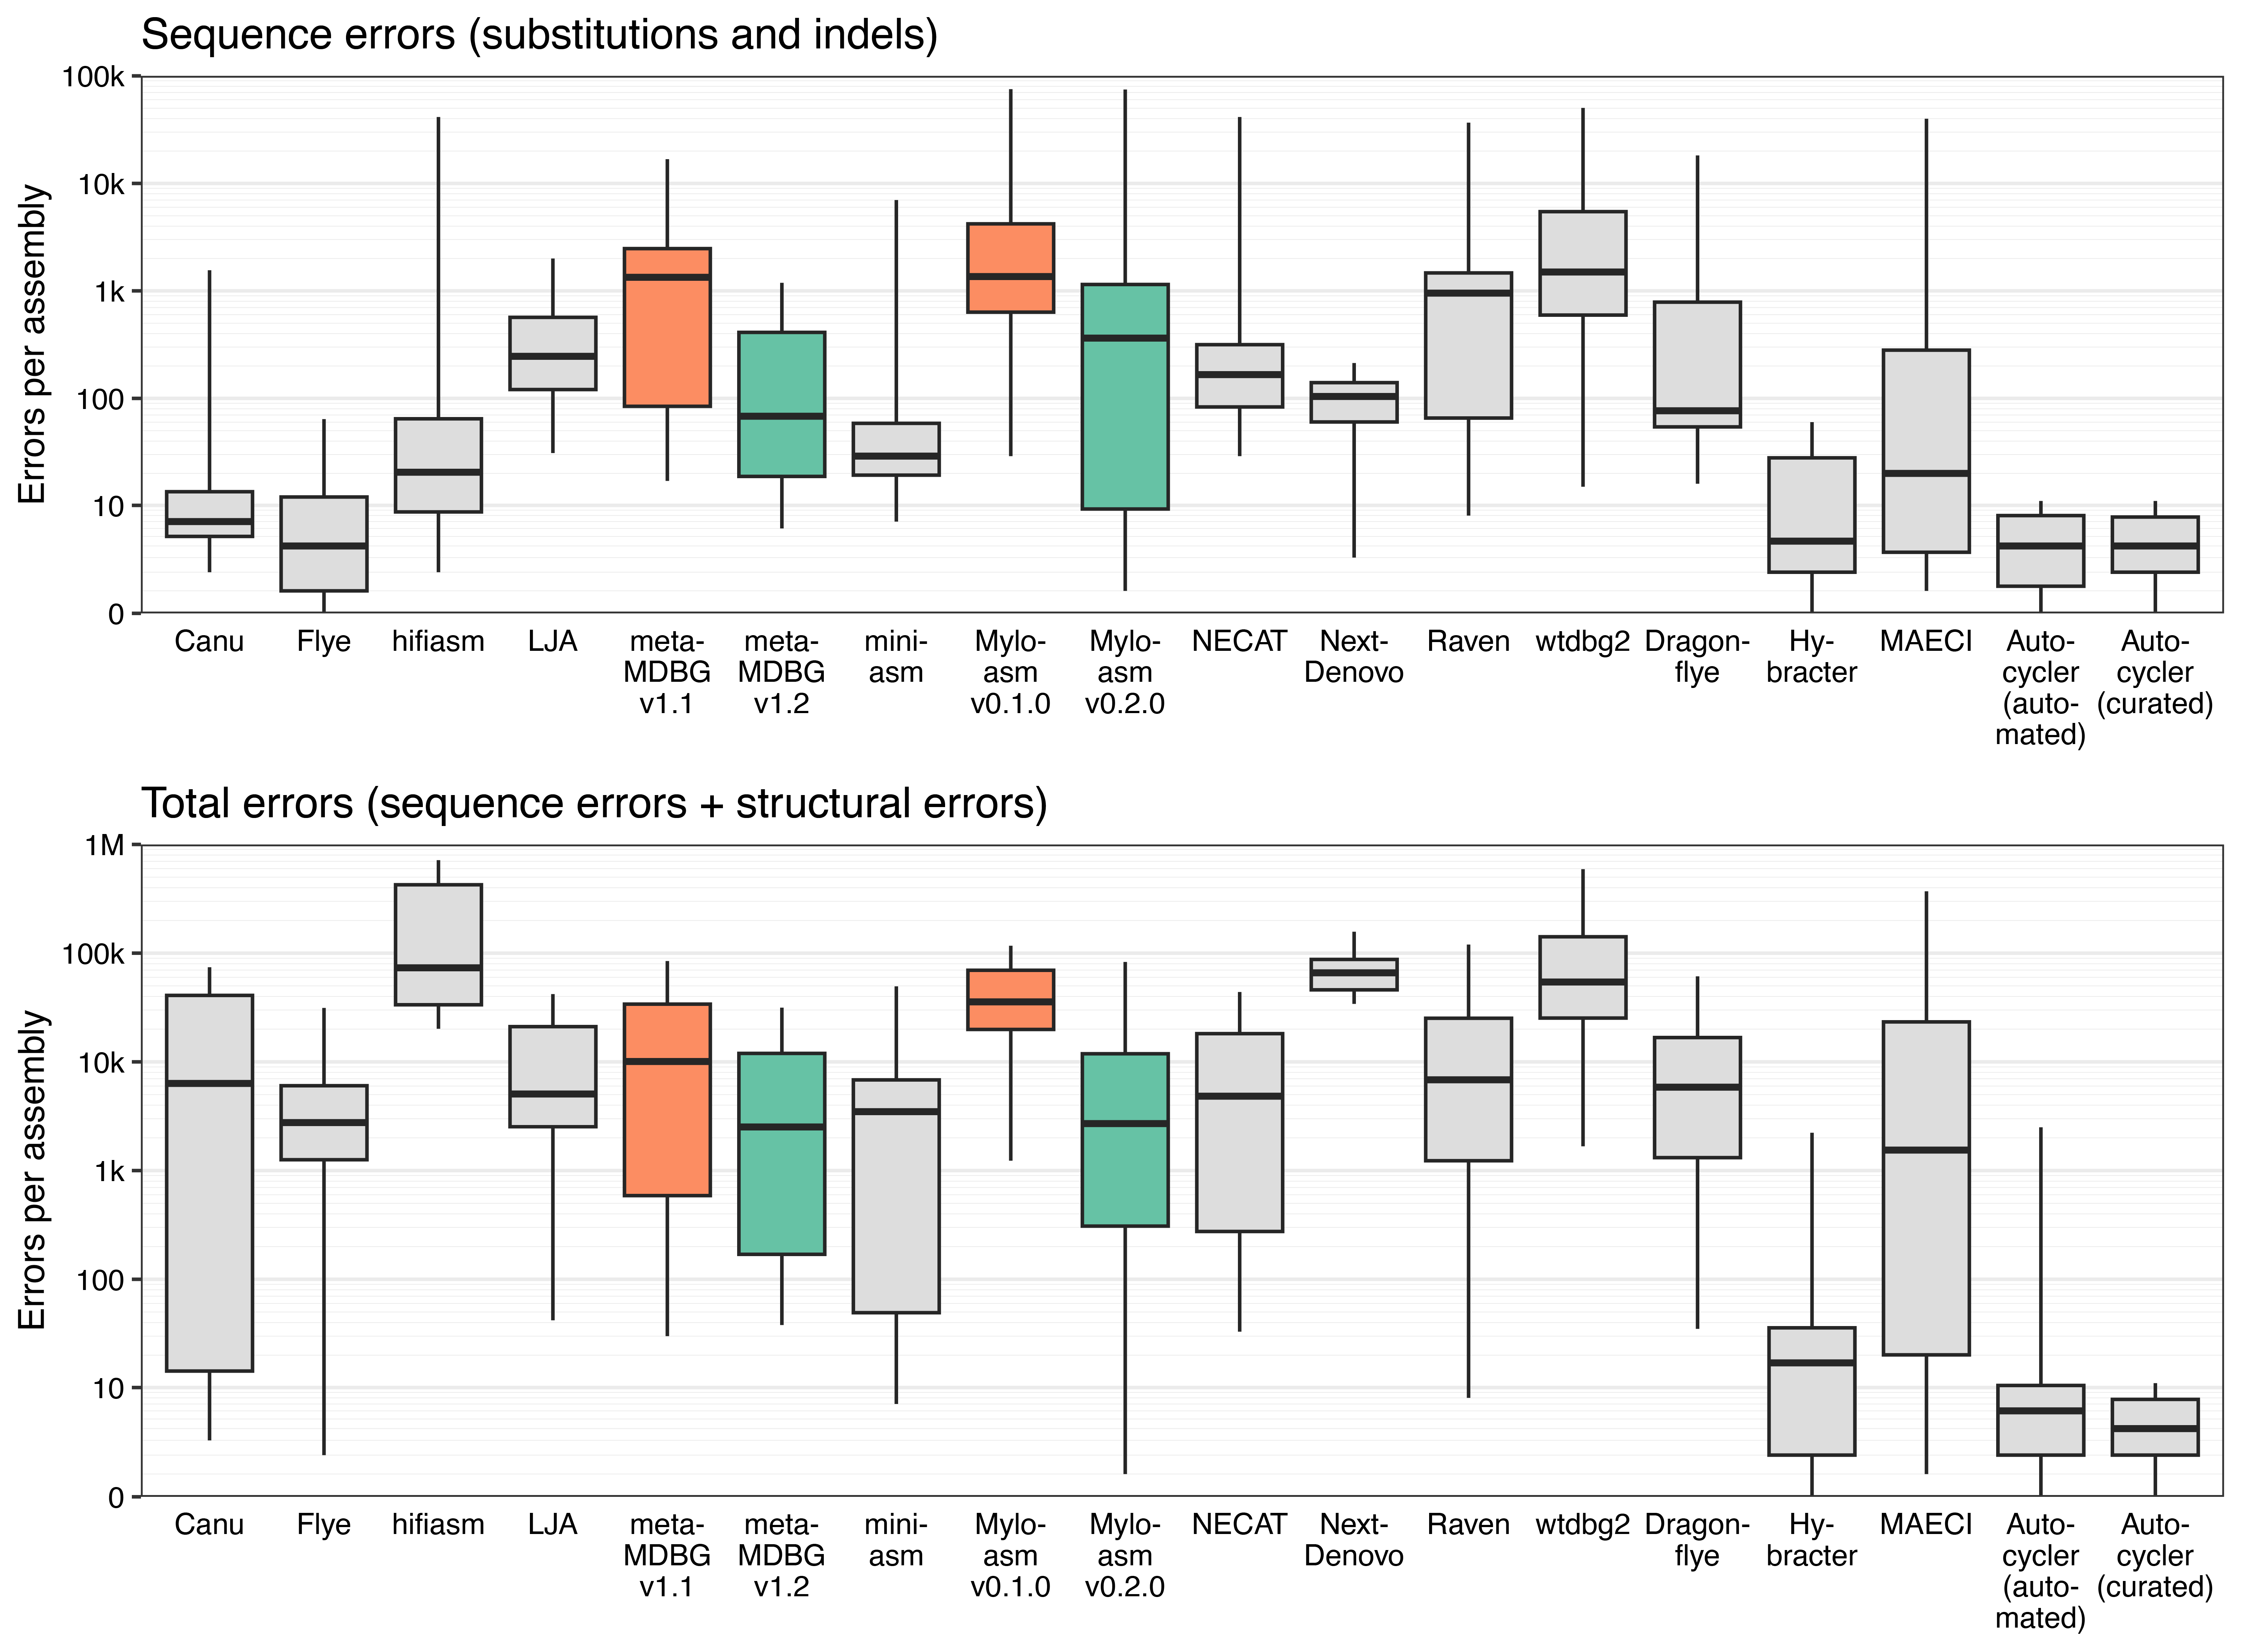 Sequence errors (substitutions and indels)
Errors per assembly
100k
10k
1k
100
10
0
Canu Flye hifiasm LJA meta- meta- mini- Mylo- Mylo- NECAT Next- Raven wtdbg2 Dragon- Hy- MAECI Auto- Auto-
MDBG MDBG asm asm asm Denovo flye bracter cycler cycler
v1.1 v1.2 v0.1.0 v0.2.0 (auto- (curated)
mated)
Total errors (sequence errors + structural errors)
Errors per assembly
1M
100k
10k
1k
100
10
0
Canu Flye hifiasm LJA meta- meta- mini- Mylo- Mylo- NECAT Next- Raven wtdbg2 Dragon- Hy- MAECI Auto- Auto-
MDBG MDBG asm asm asm Denovo flye bracter cycler cycler
v1.1 v1.2 v0.1.0 v0.2.0 (auto- (curated)
mated)